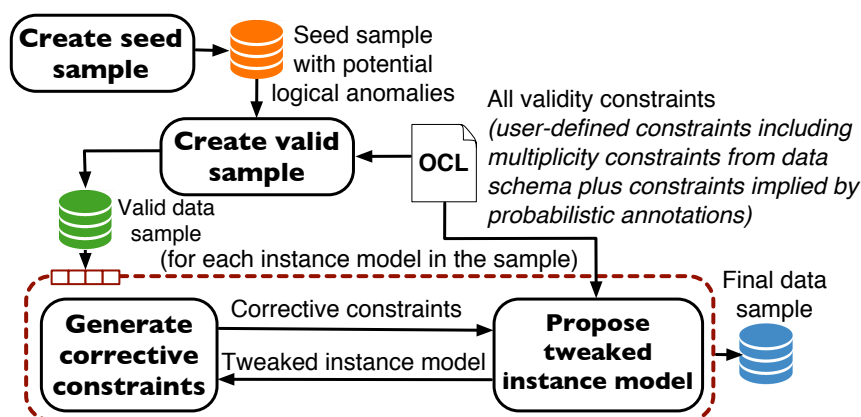 Create seed
sample
Seed sample
with potential
logical anomalies
Create valid
sample
OCL
All validity constraints
(user-defined constraints including
multiplicity constraints from data
schema plus constraints implied by
probabilistic annotations)
Valid data
sample
(for each instance model in the sample)
Generate
corrective
constraints
Corrective constraints
Tweaked instance model
Propose
tweaked
instance model
Final data
sample